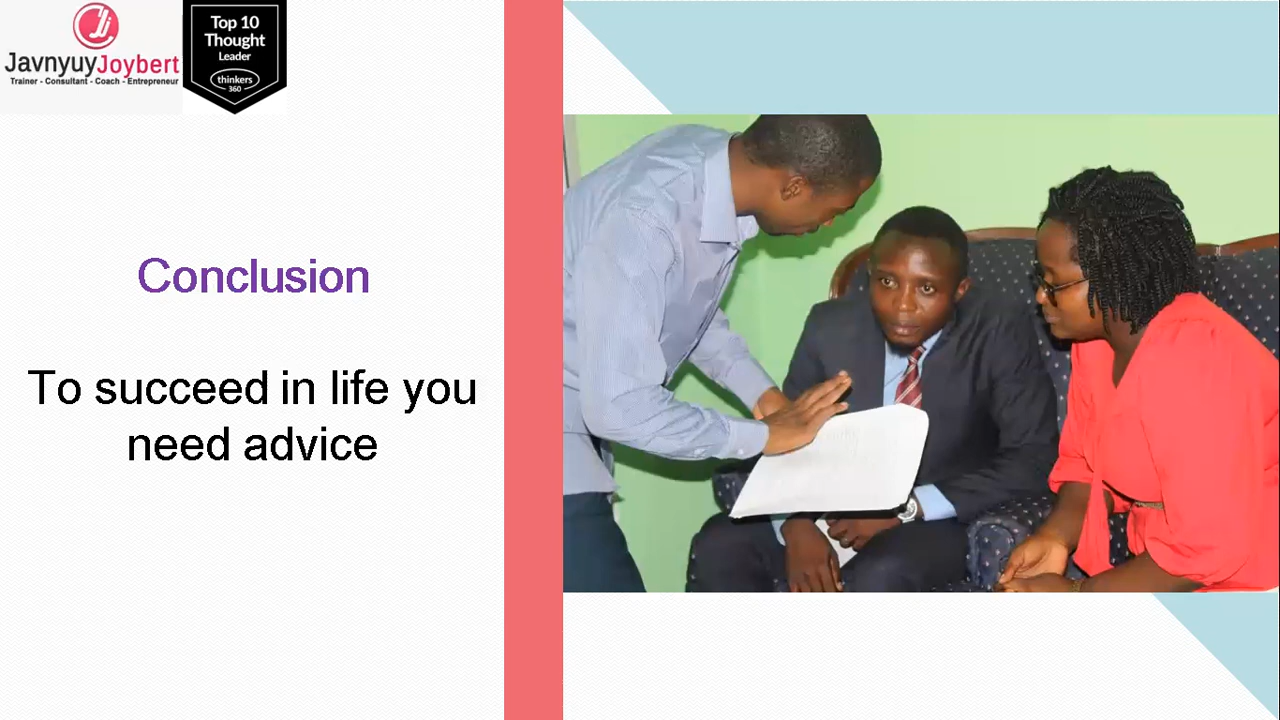 JavnyuyJoybert
Trainer - Consultant - Coach - Entrepreneur
Top 10
Thought
Leader
thinkers
360
Conclusion
To succeed in life you
need advice